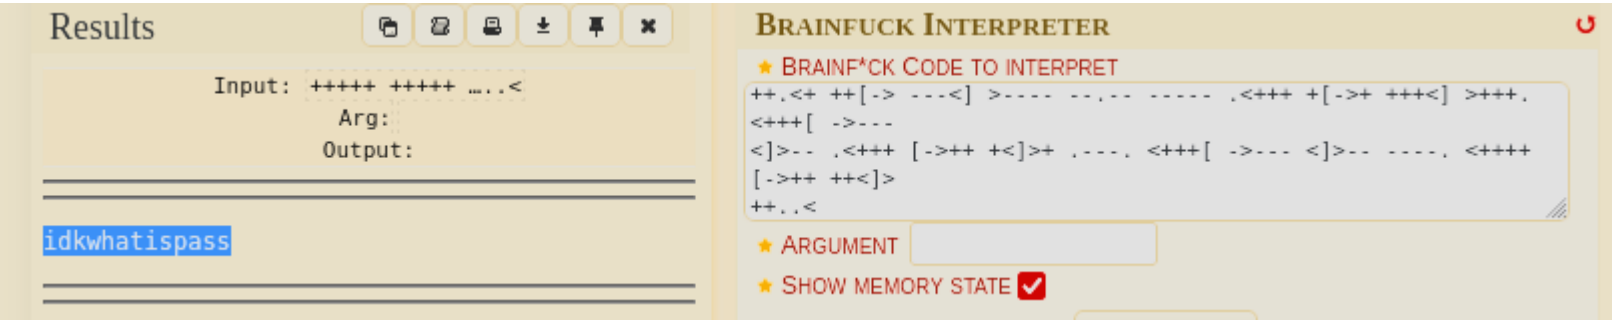 Results
Input: +++++ +++++ …..<
Arg:
Output:
idkwhatispass
BRAINFUCK INTERPRETER
★ BRAINF*CK CODE TO INTERPRET
++.<+ ++[-> ---<] >---- --.-- ----- .<+++ +[->+ +++<] >+++.
<+++[ ->---
<]>-- .<+++ [->++ +<]>+ .---. <+++[ ->--- <]>-- ----. <++++
[->++ ++<]>
++..<
★ ARGUMENT
★ SHOW MEMORY STATE